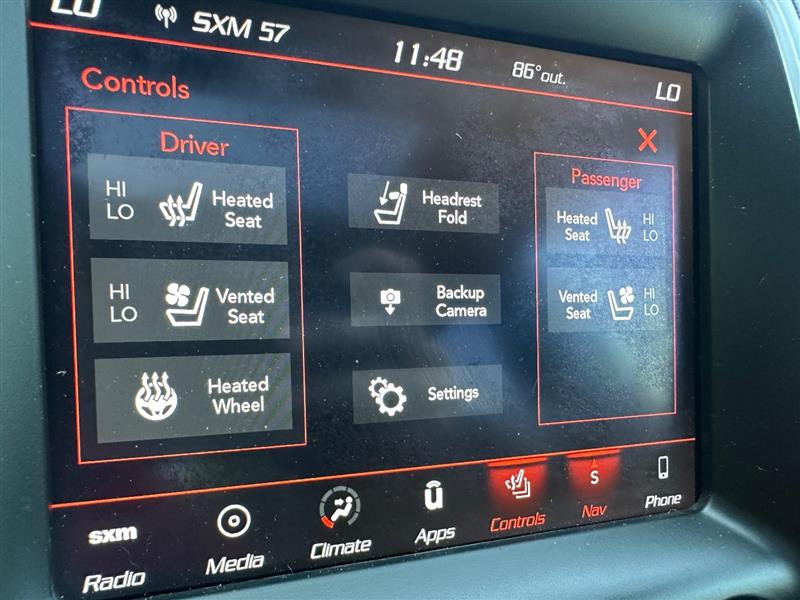 LO
SXM 57
11:48
86° out.
LO
Controls
Driver
HI
LO
Heated
Seat
HI
LO
Vented
Seat
Heated
Wheel
Headrest
Fold
Backup
Camera
Settings
Passenger
Heated
Seat
HI
LO
Vented
Seat
HI
LO
sxm
Radio
Media
Climate
ū
Apps
Controls
S
Nav
Phone